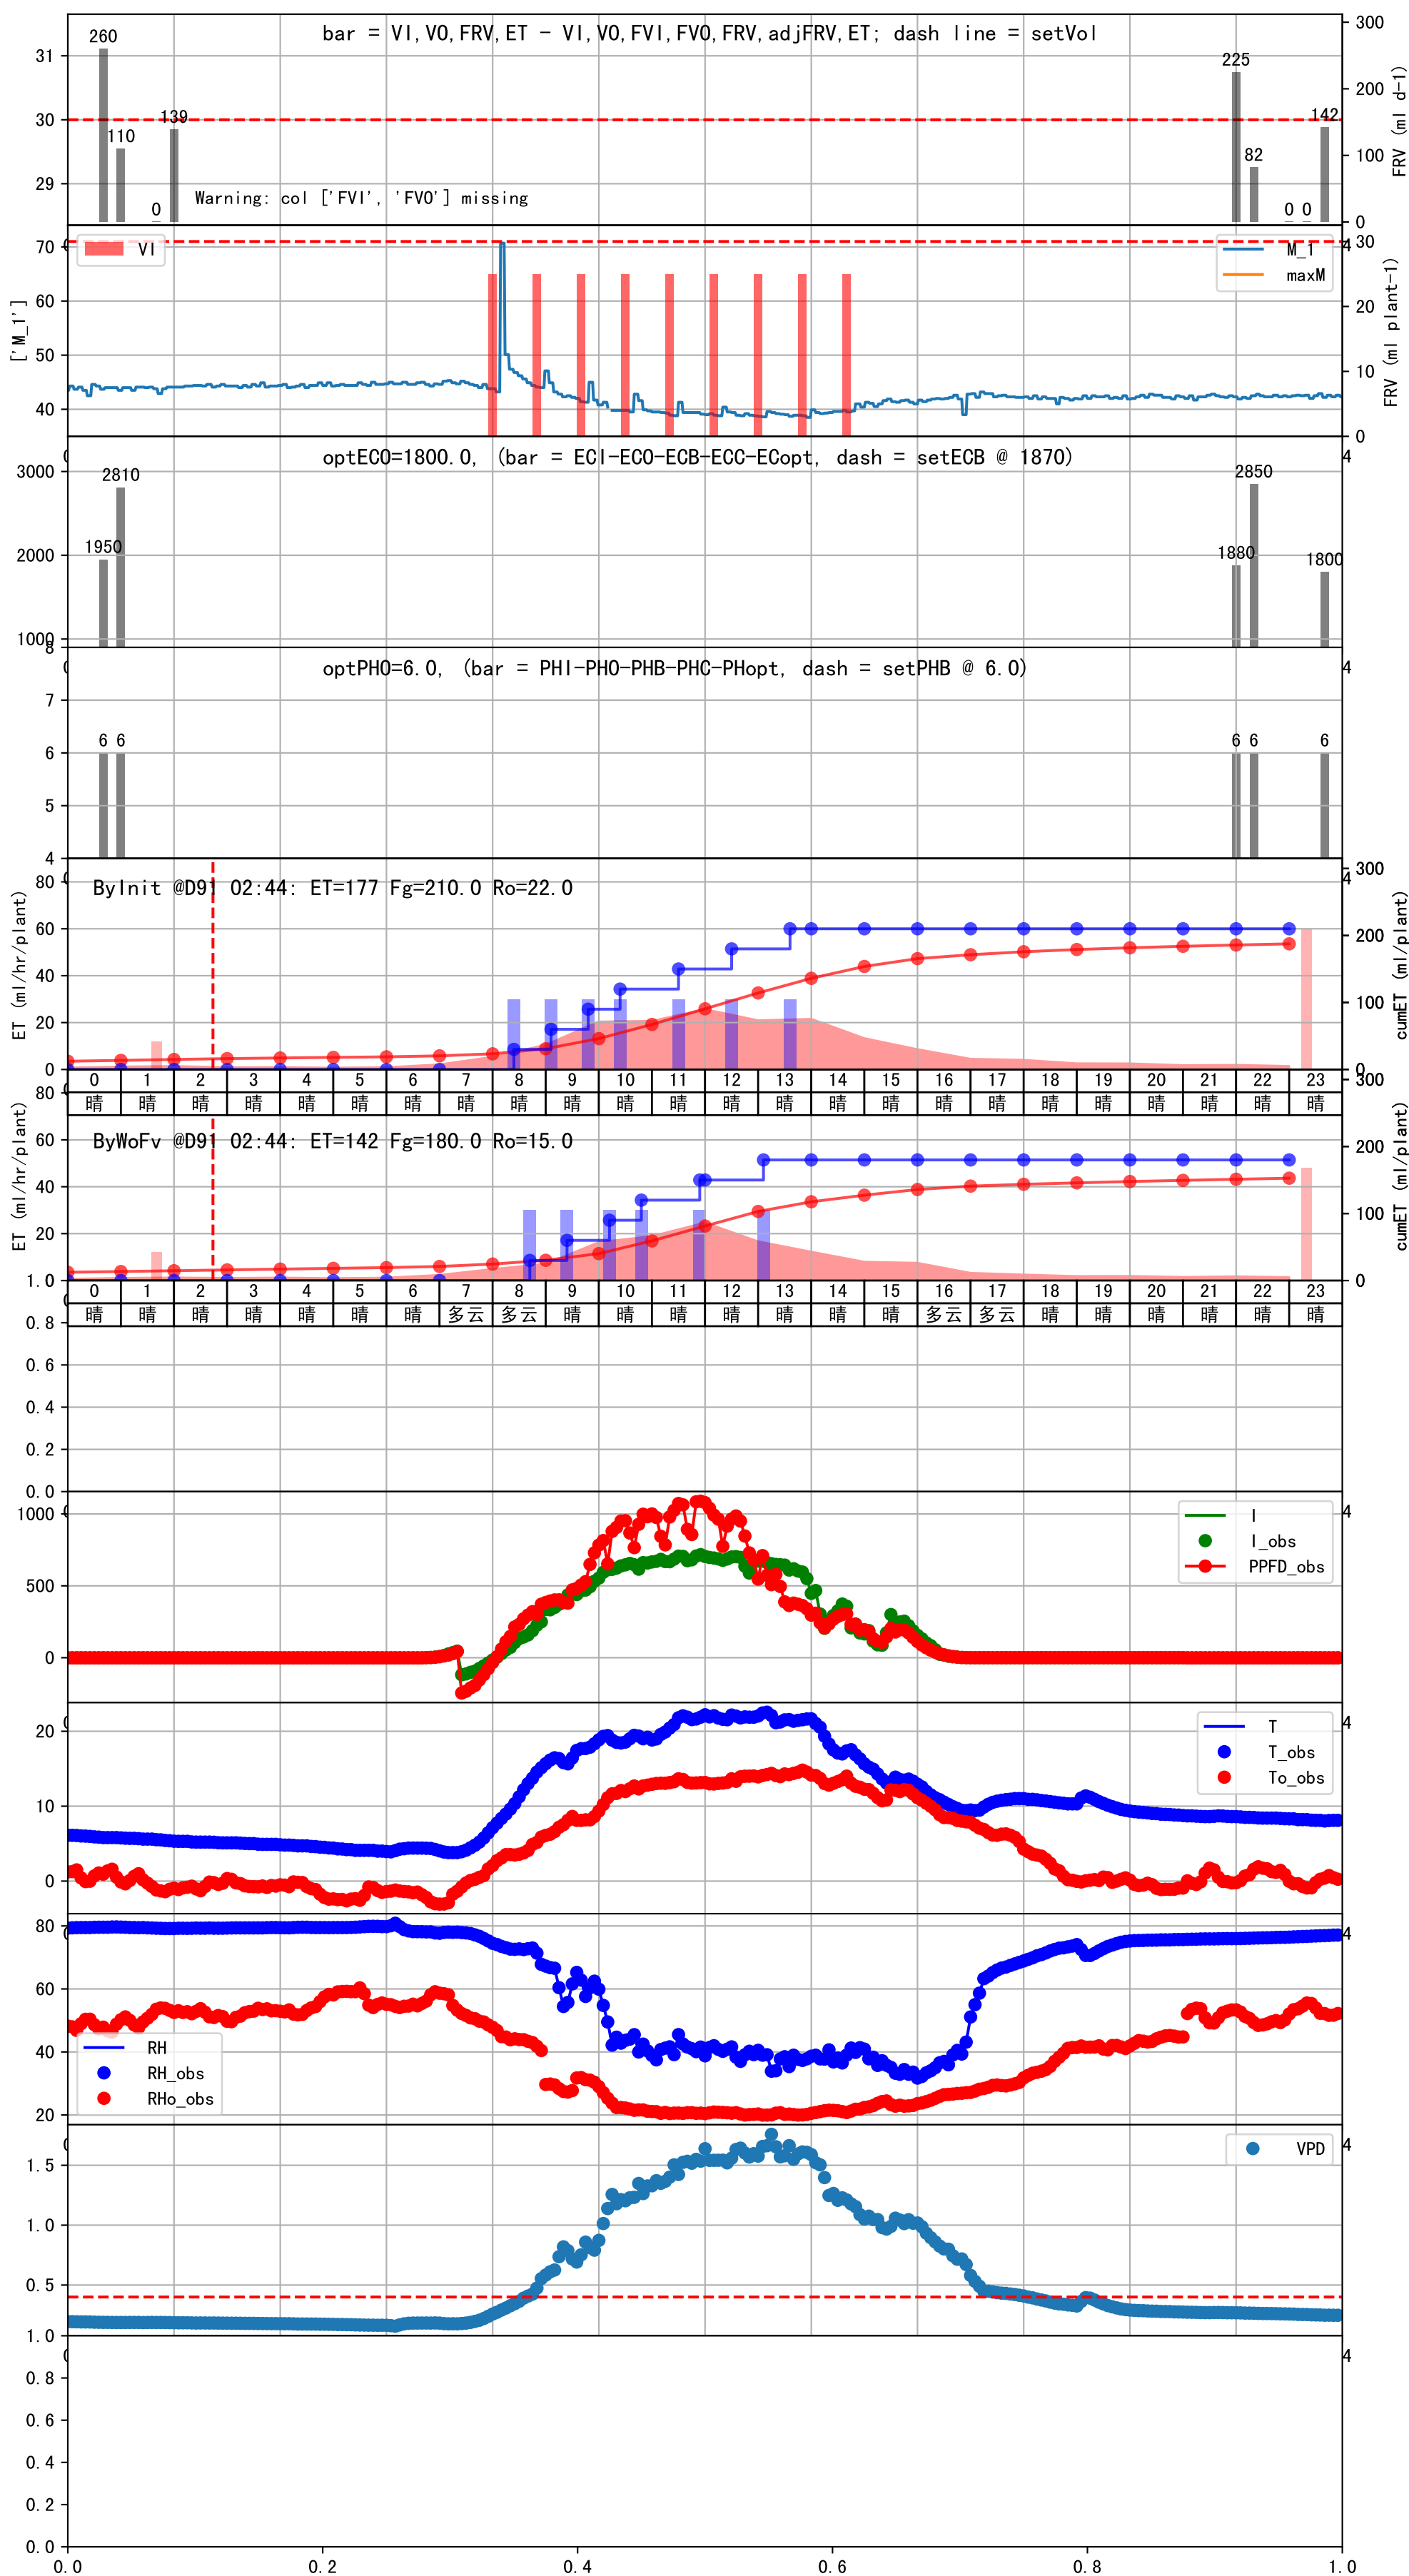 bar = VI,VO,FRV,ET - VI,VO,FVI,FVO,FRV,adjFRV,ET; dash line = setVol
260
110
0
139
225
82
0 0
142
Warning: col ['FVI', 'FVO'] missing
31
30
29
300
200
100
0
FRV (ml d-1)
VI
M_1
maxM
70
60
50
40
['M_1']
30
20
10
0
FRV (ml plant-1)
optECO=1800.0, (bar = ECI-ECO-ECB-ECC-ECopt, dash = setECB @ 1870)
1950
2810
1880
2850
1800
3000
2000
1000
optPHO=6.0, (bar = PHI-PHO-PHB-PHC-PHopt, dash = setPHB @ 6.0)
6 6
6 6
6
8
7
6
5
4
ByInit @D91 02:44: ET=177 Fg=210.0 Ro=22.0
80
60
40
20
0
ET (ml/hr/plant)
300
200
100
0
cumET (ml/plant)
0 1 2 3 4 5 6 7 8 9 10 11 12 13 14 15 16 17 18 19 20 21 22 23
晴 晴 晴 晴 晴 晴 晴 晴 晴 晴 晴 晴 晴 晴 晴 晴 晴 晴 晴 晴 晴 晴 晴 晴
ByWoFv @D91 02:44: ET=142 Fg=180.0 Ro=15.0
80
60
40
20
ET (ml/hr/plant)
300
200
100
0
cumET (ml/plant)
0 1 2 3 4 5 6 7 8 9 10 11 12 13 14 15 16 17 18 19 20 21 22 23
晴 晴 晴 晴 晴 晴 晴 多云 多云 晴 晴 晴 晴 晴 晴 晴 多云 多云 晴 晴 晴 晴 晴 晴
1.0
0.8
0.6
0.4
0.2
0.0
1000
500
0
I
I_obs
PPFD_obs
20
10
0
T
T_obs
To_obs
80
60
40
20
RH
RH_obs
RHo_obs
1.5
1.0
0.5
VPD
1.0
0.8
0.6
0.4
0.2
0.0
0.0 0.2 0.4 0.6 0.8 1.0